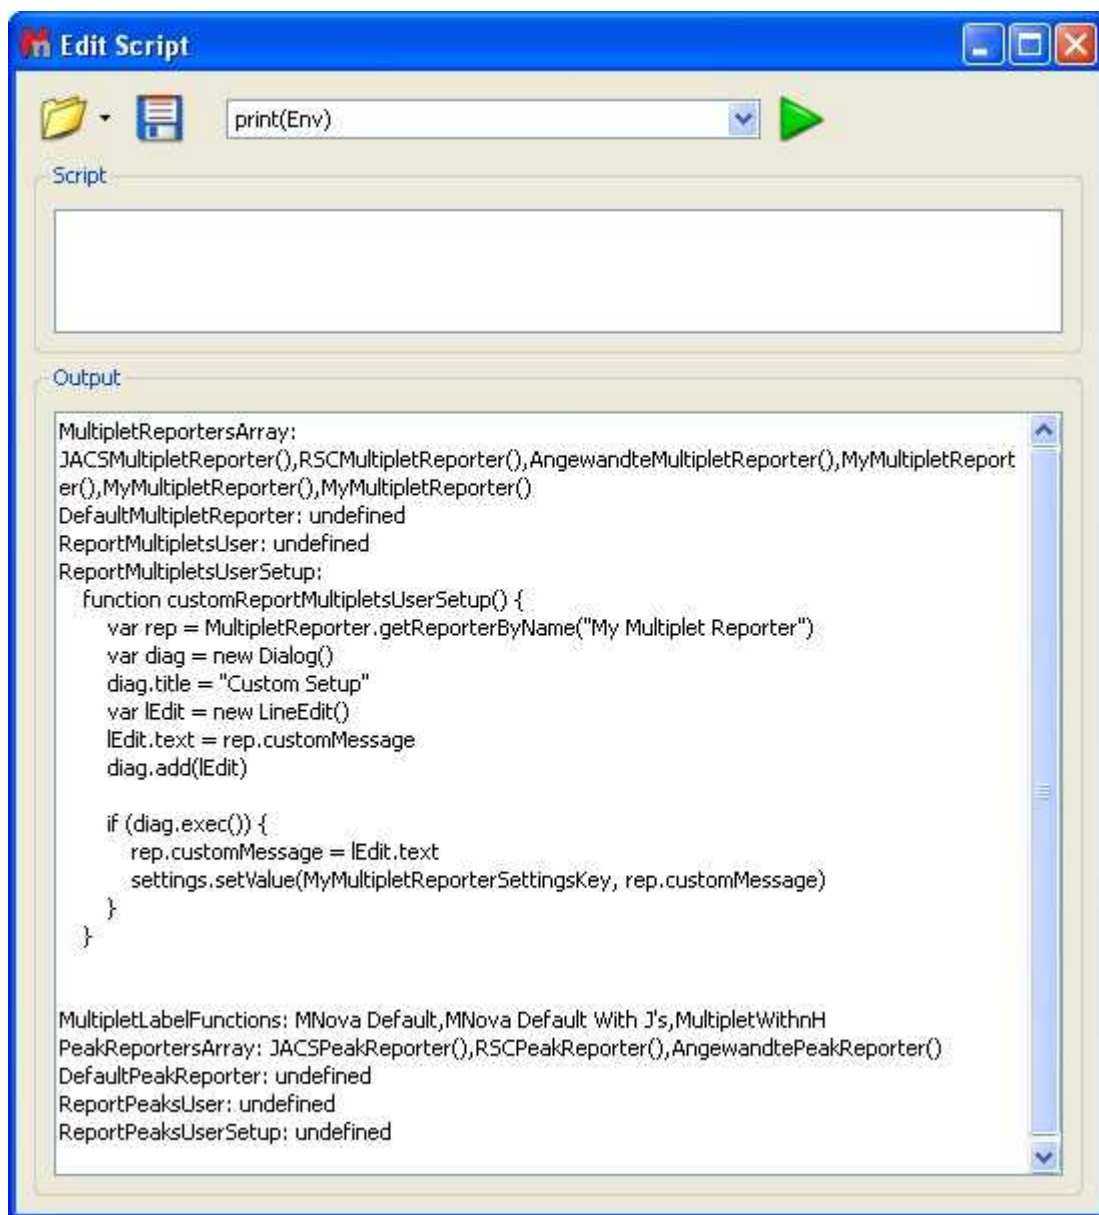 Edit Script
print(Env)
Script
Output
MultipletReportersArray:
JACSMultipletReporter(),RSCMultipletReporter(),AngewandteMultipletReporter(),MyMultipletReport
er(),MyMultipletReporter(),MyMultipletReporter()
DefaultMultipletReporter: undefined
ReportMultipletsUser: undefined
ReportMultipletsUserSetup:
function customReportMultipletsUserSetup() {
var rep = MultipletReporter.getReporterByName("My Multiplet Reporter")
var diag = new Dialog()
diag.title = "Custom Setup"
var lEdit = new LineEdit()
lEdit.text = rep.customMessage
diag.add(lEdit)
if (diag.exec()) {
rep.customMessage = lEdit.text
settings.setValue(MyMultipletReporterSettingsKey, rep.customMessage)
}
}
MultipletLabelFunctions: MNova Default,MNova Default With J's,MultipletWithnH
PeakReportersArray: JACSPeakReporter(),RSCPeakReporter(),AngewandtePeakReporter()
DefaultPeakReporter: undefined
ReportPeaksUser: undefined
ReportPeaksUserSetup: undefined